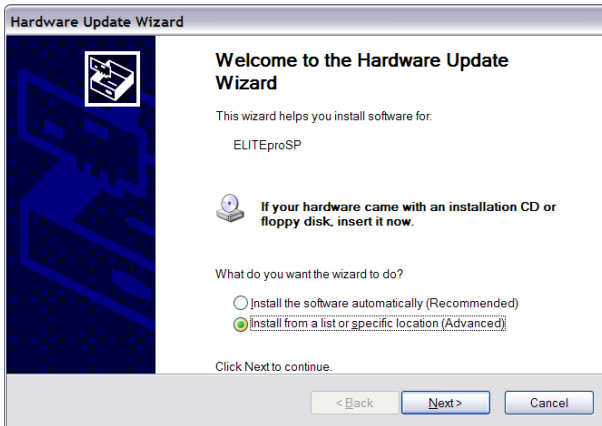 Hardware Update Wizard
Welcome to the Hardware Update
Wizard
This wizard helps you install software for:
ELITEproSP
If your hardware came with an installation CD or
floppy disk, insert it now.
What do you want the wizard to do?
Install the software automatically (Recommended)
Install from a list or specific location (Advanced)
Click Next to continue.
< Back Next > Cancel